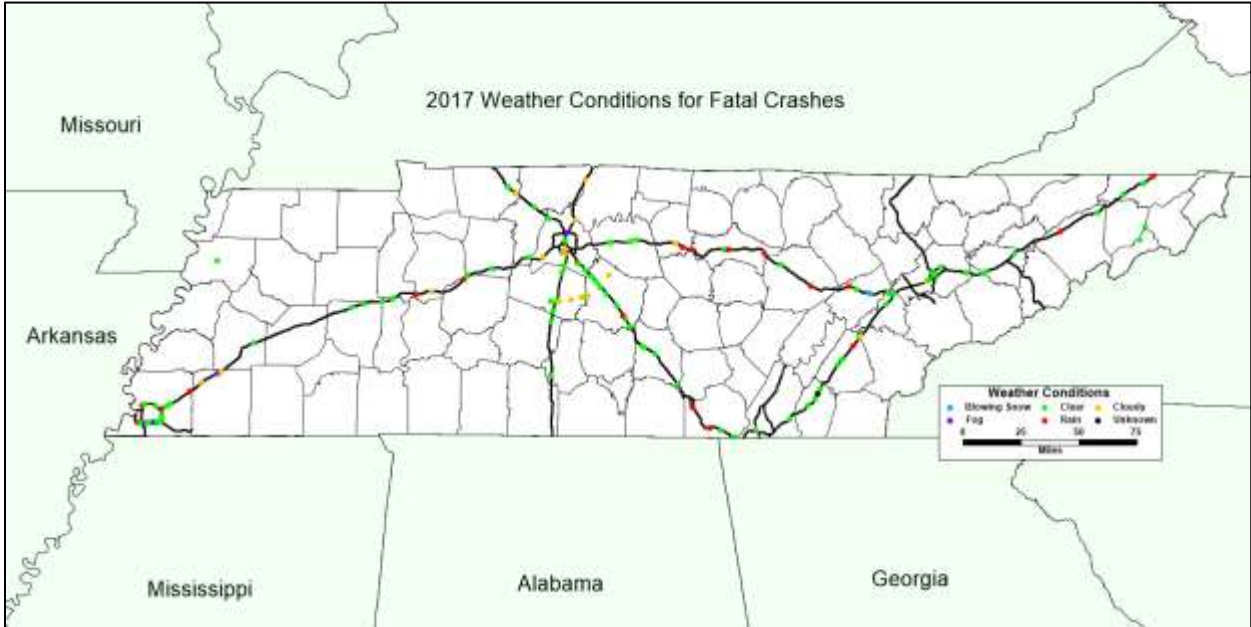 2017 Weather Conditions for Fatal Crashes
Missouri
Arkansas
Weather Conditions
Blowing Snow Clear Cloudy
Fog Rain Unknown
0 25 50 75
Miles
Mississippi
Alabama
Georgia